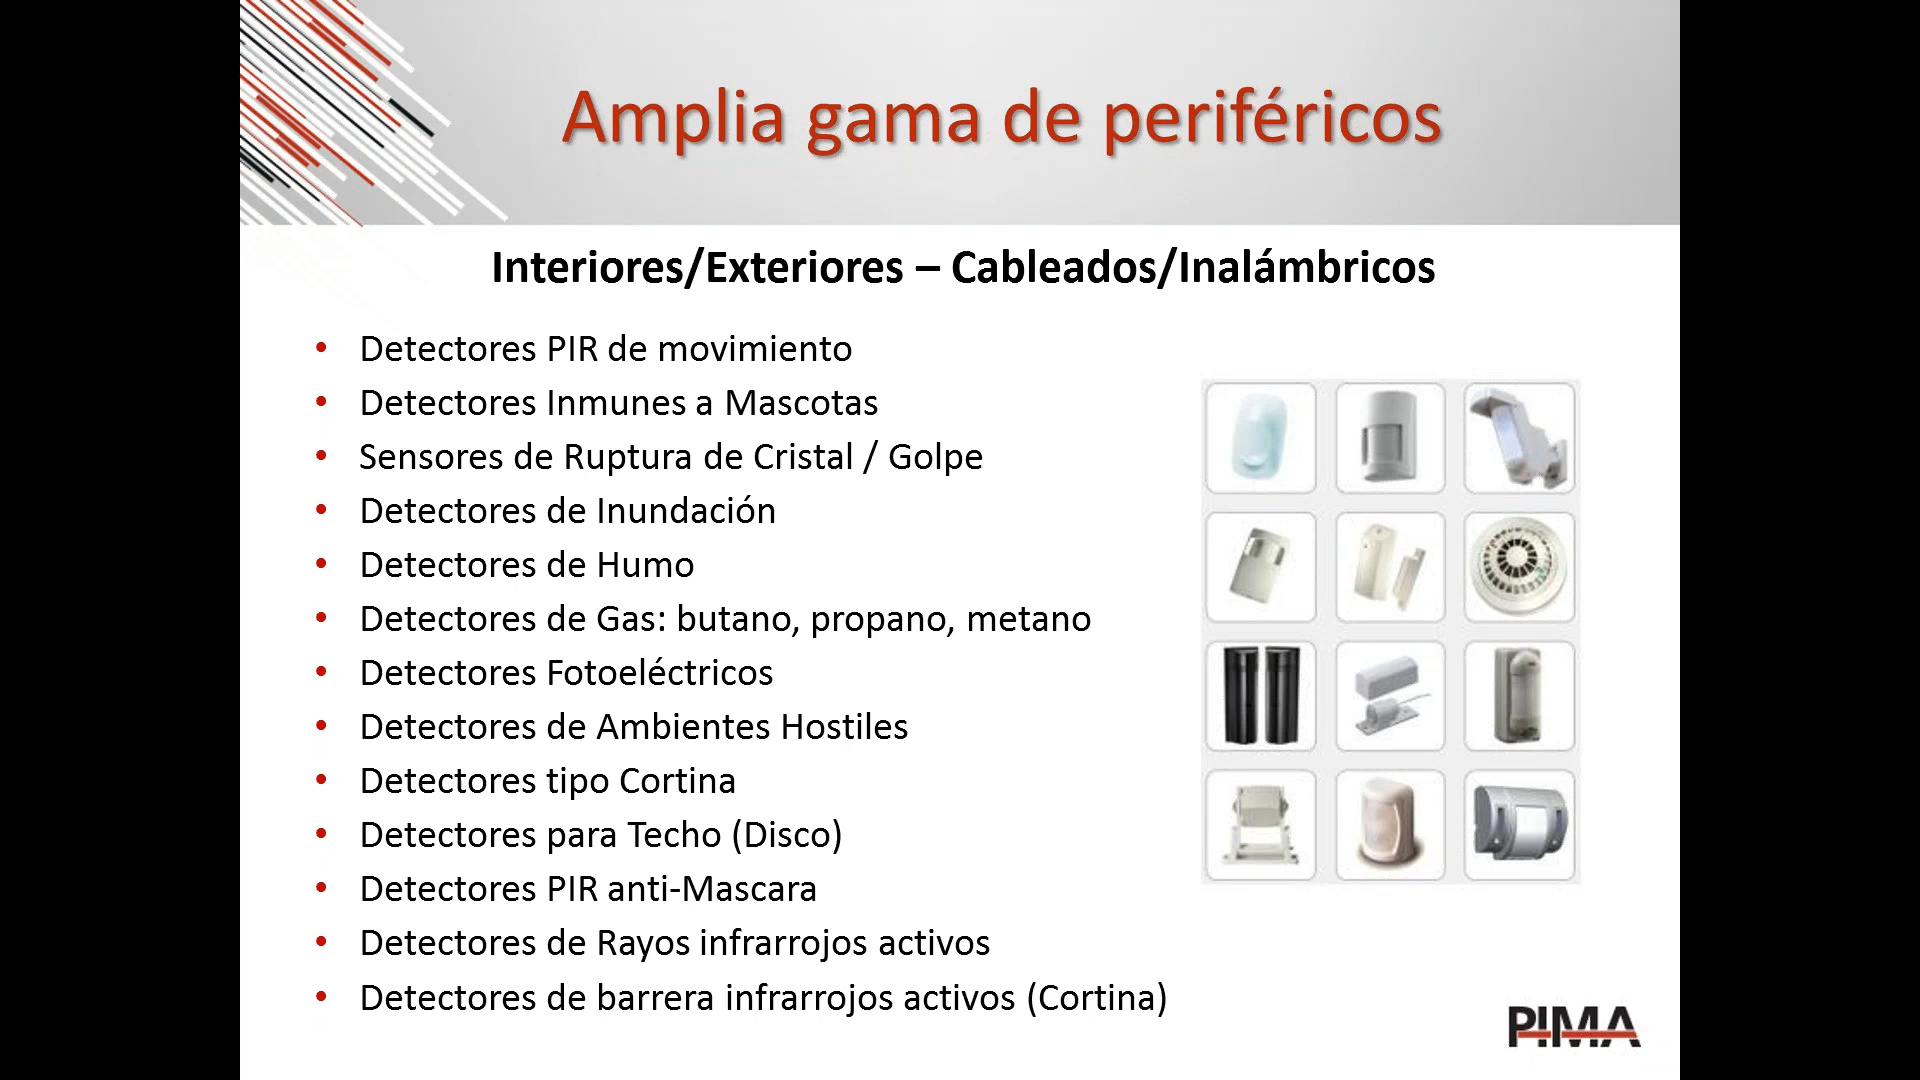 Amplia gama de periféricos
Interiores/Exteriores – Cableados/Inalámbricos
• Detectores PIR de movimiento
• Detectores Inmunes a Mascotas
• Sensores de Ruptura de Cristal / Golpe
• Detectores de Inundación
• Detectores de Humo
• Detectores de Gas: butano, propano, metano
• Detectores Fotoeléctricos
• Detectores de Ambientes Hostiles
• Detectores tipo Cortina
• Detectores para Techo (Disco)
• Detectores PIR anti-Mascara
• Detectores de Rayos infrarrojos activos
• Detectores de barrera infrarrojos activos (Cortina)
PIMA